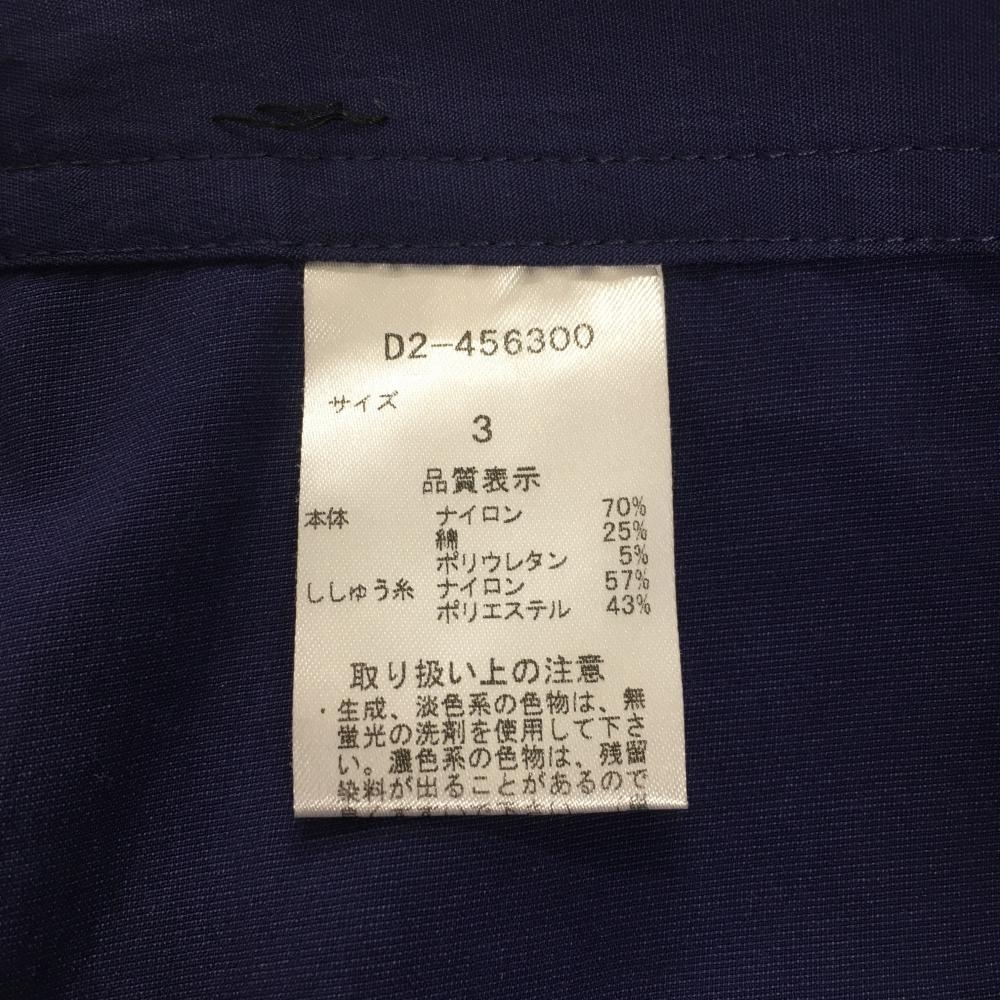 D2-456300
サイズ
3
品質表示
本体 ナイロン 70%
綿 25%
ポリウレタン 5%
ししゅう糸 ナイロン 57%
ポリエステル 43%
取り扱い上の注意
・生成、淡色系の色物は、無
蛍光の洗剤を使用して下さ
い。濃色系の色物は、残留
染料が出ることがあるので